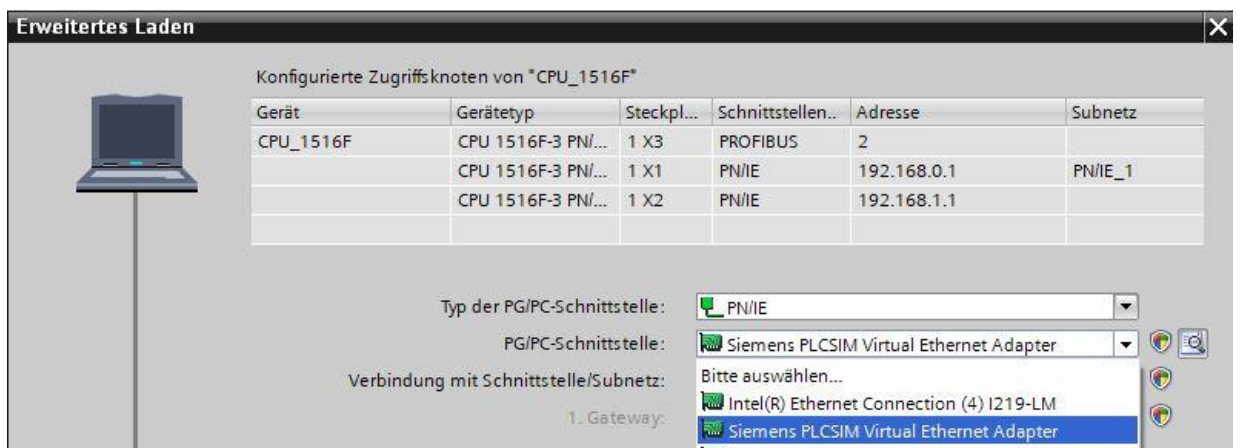 Erweitertes Laden
Konfigurierte Zugriffsknoten von "CPU_1516F"
Gerät Gerätetyp Steckpl... Schnittstellen.. Adresse Subnetz
CPU_1516F CPU 1516F-3 PN/... 1 X3 PROFIBUS 2
CPU 1516F-3 PN/... 1 X1 PN/IE 192.168.0.1 PN/IE_1
CPU 1516F-3 PN/... 1 X2 PN/IE 192.168.1.1
Typ der PG/PC-Schnittstelle: PN/IE
PG/PC-Schnittstelle: Siemens PLCSIM Virtual Ethernet Adapter
Verbindung mit Schnittstelle/Subnetz: Bitte auswählen...
Intel(R) Ethernet Connection (4) I219-LM
1. Gateway: Siemens PLCSIM Virtual Ethernet Adapter